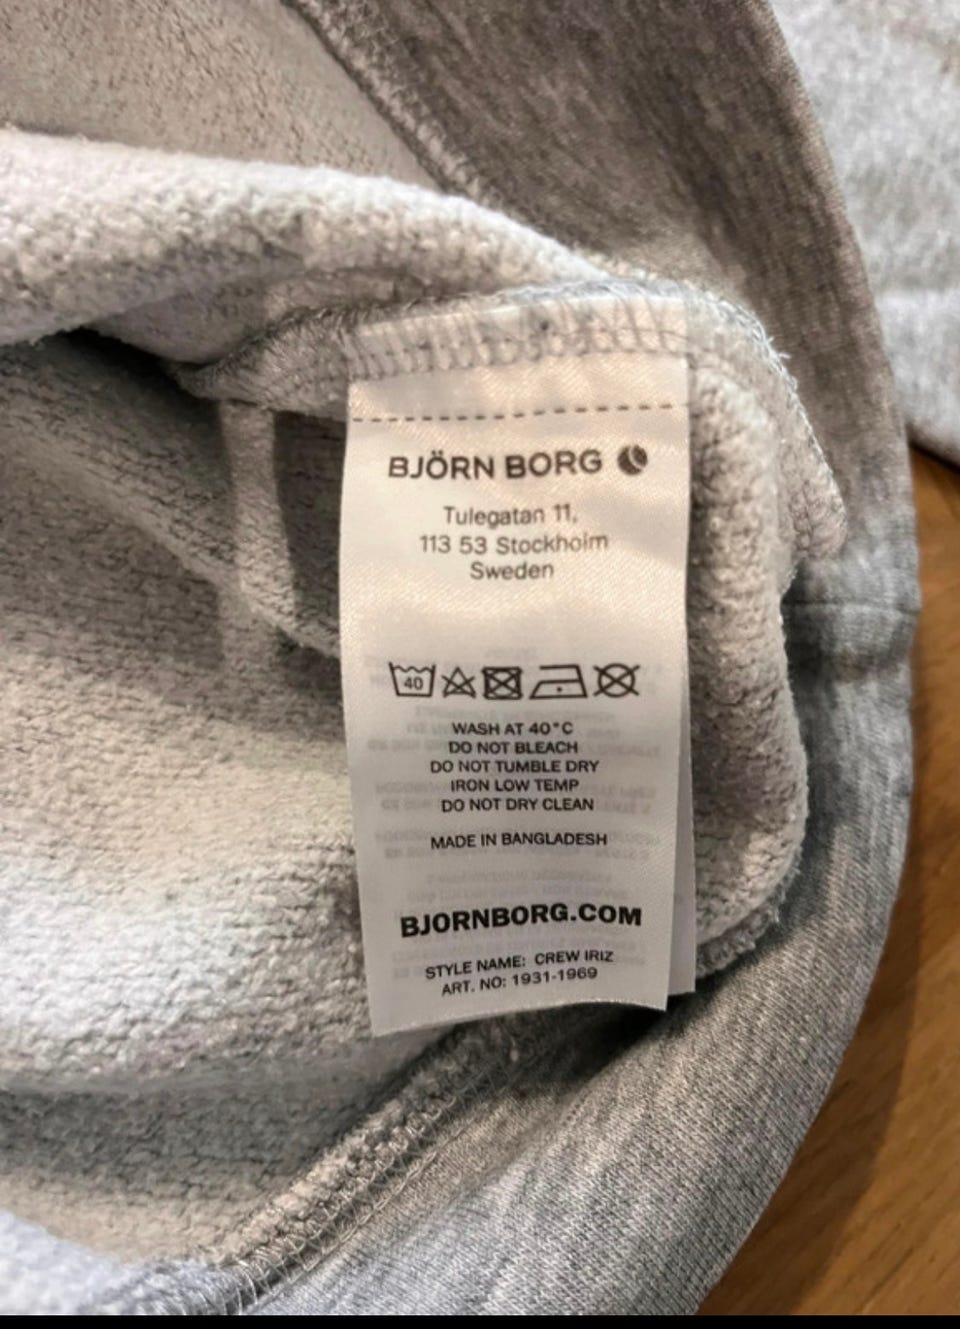 BJÖRN BORG
Tulegatan 11,
113 53 Stockholm
Sweden
40
WASH AT 40°C
DO NOT BLEACH
DO NOT TUMBLE DRY
IRON LOW TEMP
DO NOT DRY CLEAN
MADE IN BANGLADESH
BJORNBORG.COM
STYLE NAME: CREW IRIZ
ART. NO: 1931-1969